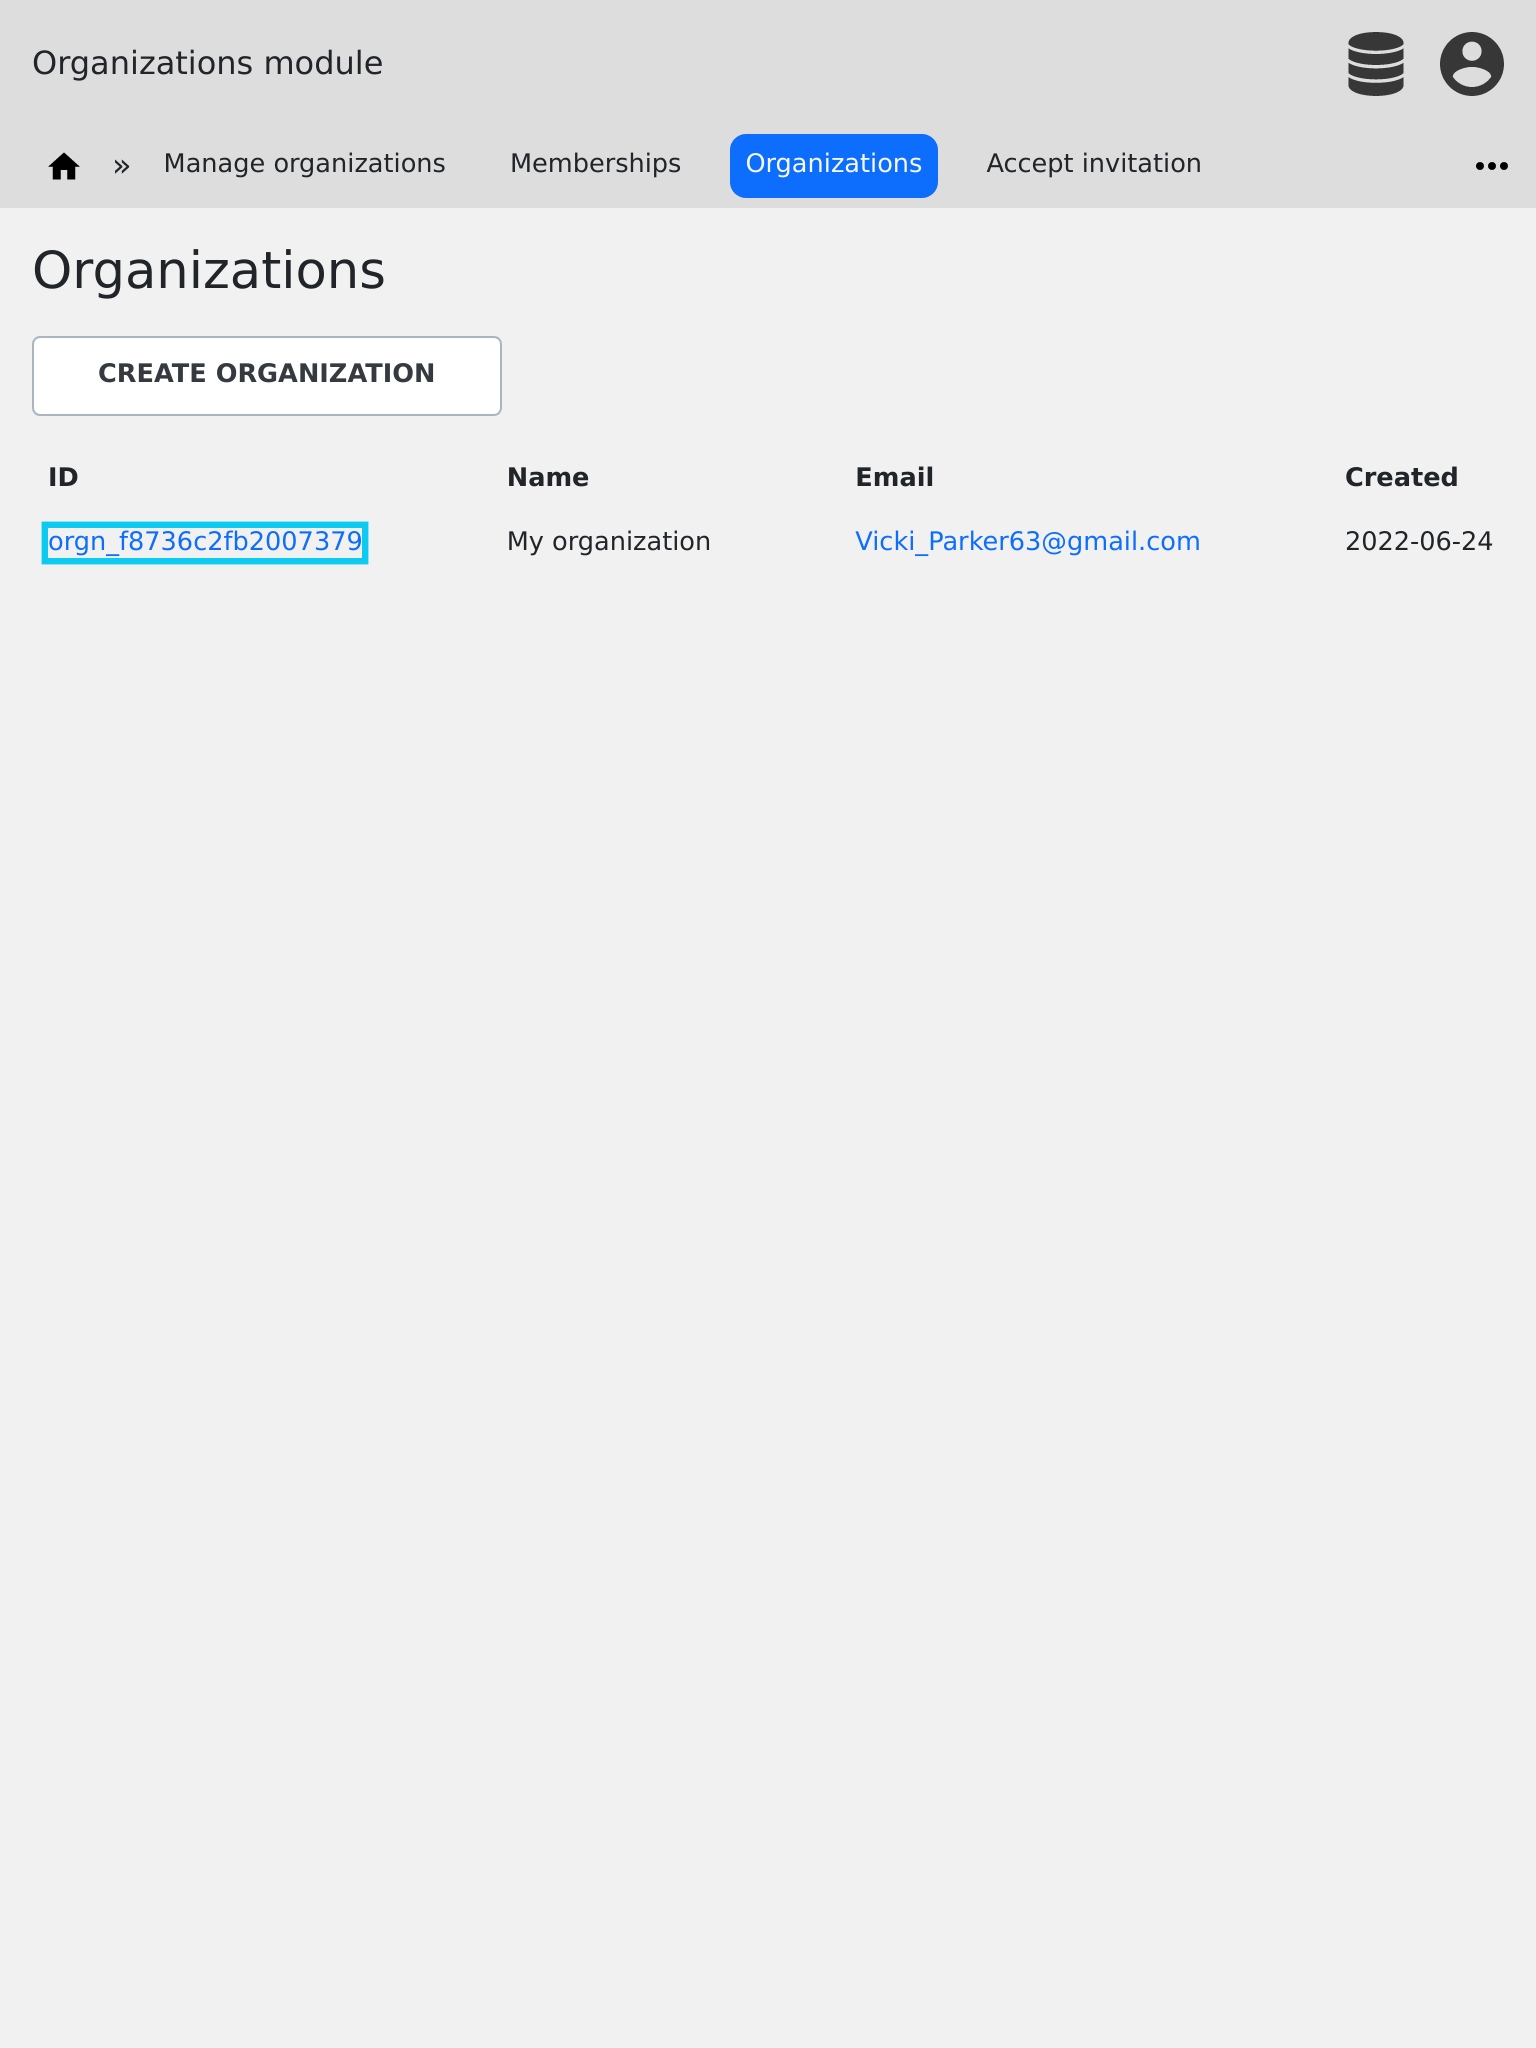 Organizations module
» Manage organizations Memberships Organizations Accept invitation •••
Organizations
CREATE ORGANIZATION
ID Name Email Created
orgn_f8736c2fb2007379 My organization Vicki_Parker63@gmail.com 2022-06-24